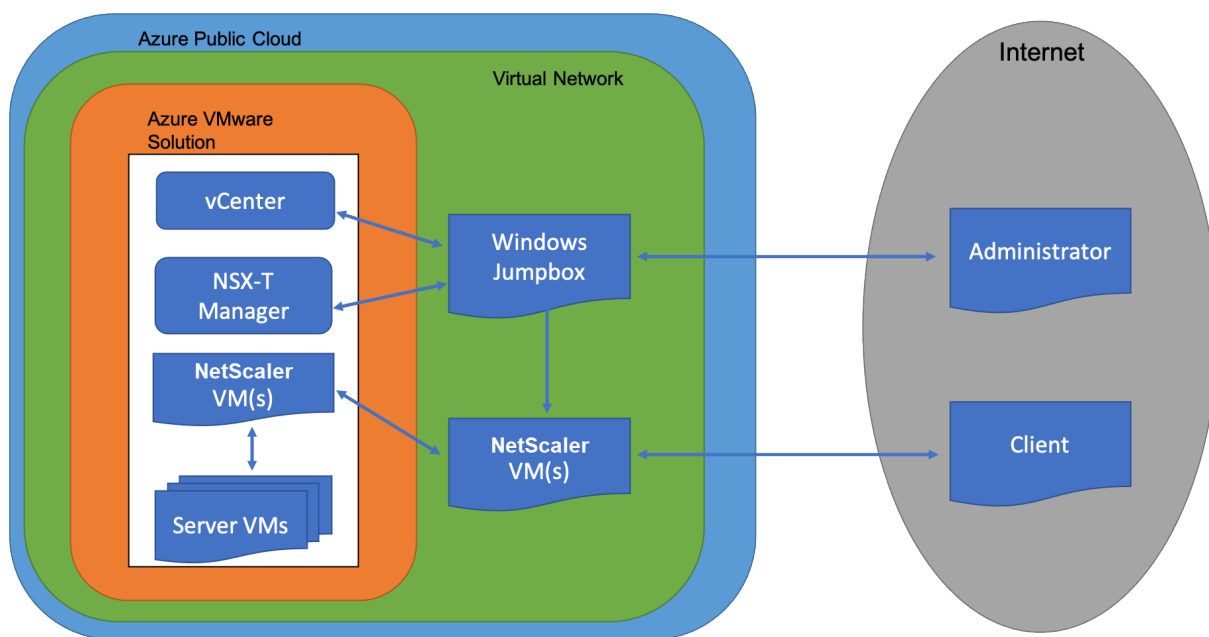 Azure Public Cloud
Virtual Network
Azure VMware
Solution
vCenter
NSX-T
Manager
NetScaler
VM(s)
Server VMs
Windows
Jumpbox
NetScaler
VM(s)
Internet
Administrator
Client